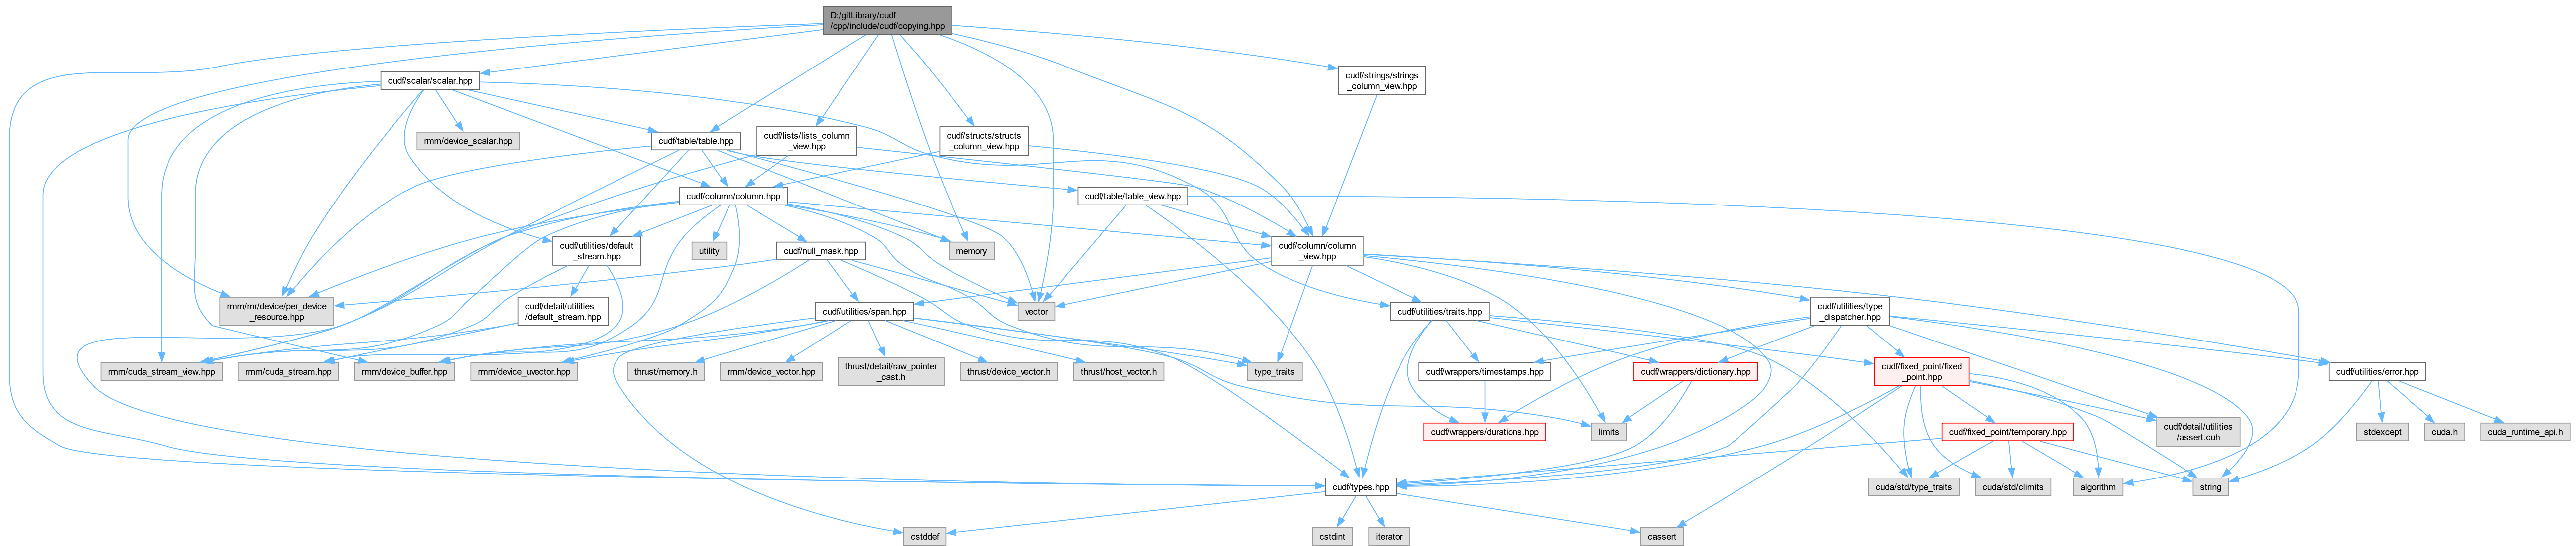 D:/gitLibrary/cudf
/cpp/include/cudf/copying.hpp
cudf/scalar/scalar.hpp
cudf/strings/strings
_column_view.hpp
rmm/device_scalar.hpp
cudf/table/table.hpp
cudf/lists/lists_column
_view.hpp
cudf/structs/structs
_column_view.hpp
cudf/column/column.hpp
cudf/table/table_view.hpp
cudf/utilities/default
_stream.hpp
utility
cudf/null_mask.hpp
memory
cudf/column/column
_view.hpp
rmm/mr/device/per_device
_resource.hpp
cudf/detail/utilities
/default_stream.hpp
cudf/utilities/span.hpp
vector
cudf/utilities/traits.hpp
cudf/utilities/type
_dispatcher.hpp
rmm/cuda_stream_view.hpp
rmm/cuda_stream.hpp
rmm/device_buffer.hpp
rmm/device_uvector.hpp
thrust/memory.h
rmm/device_vector.hpp
thrust/detail/raw_pointer
_cast.h
thrust/device_vector.h
thrust/host_vector.h
type_traits
cudf/wrappers/timestamps.hpp
cudf/wrappers/dictionary.hpp
cudf/fixed_point/fixed
_point.hpp
cudf/utilities/error.hpp
cudf/wrappers/durations.hpp
limits
cudf/fixed_point/temporary.hpp
cudf/detail/utilities
/assert.cuh
stdexcept
cuda.h
cuda_runtime_api.h
cudf/types.hpp
cuda/std/type_traits
cuda/std/climits
algorithm
string
cstddef
cstdint
iterator
cassert